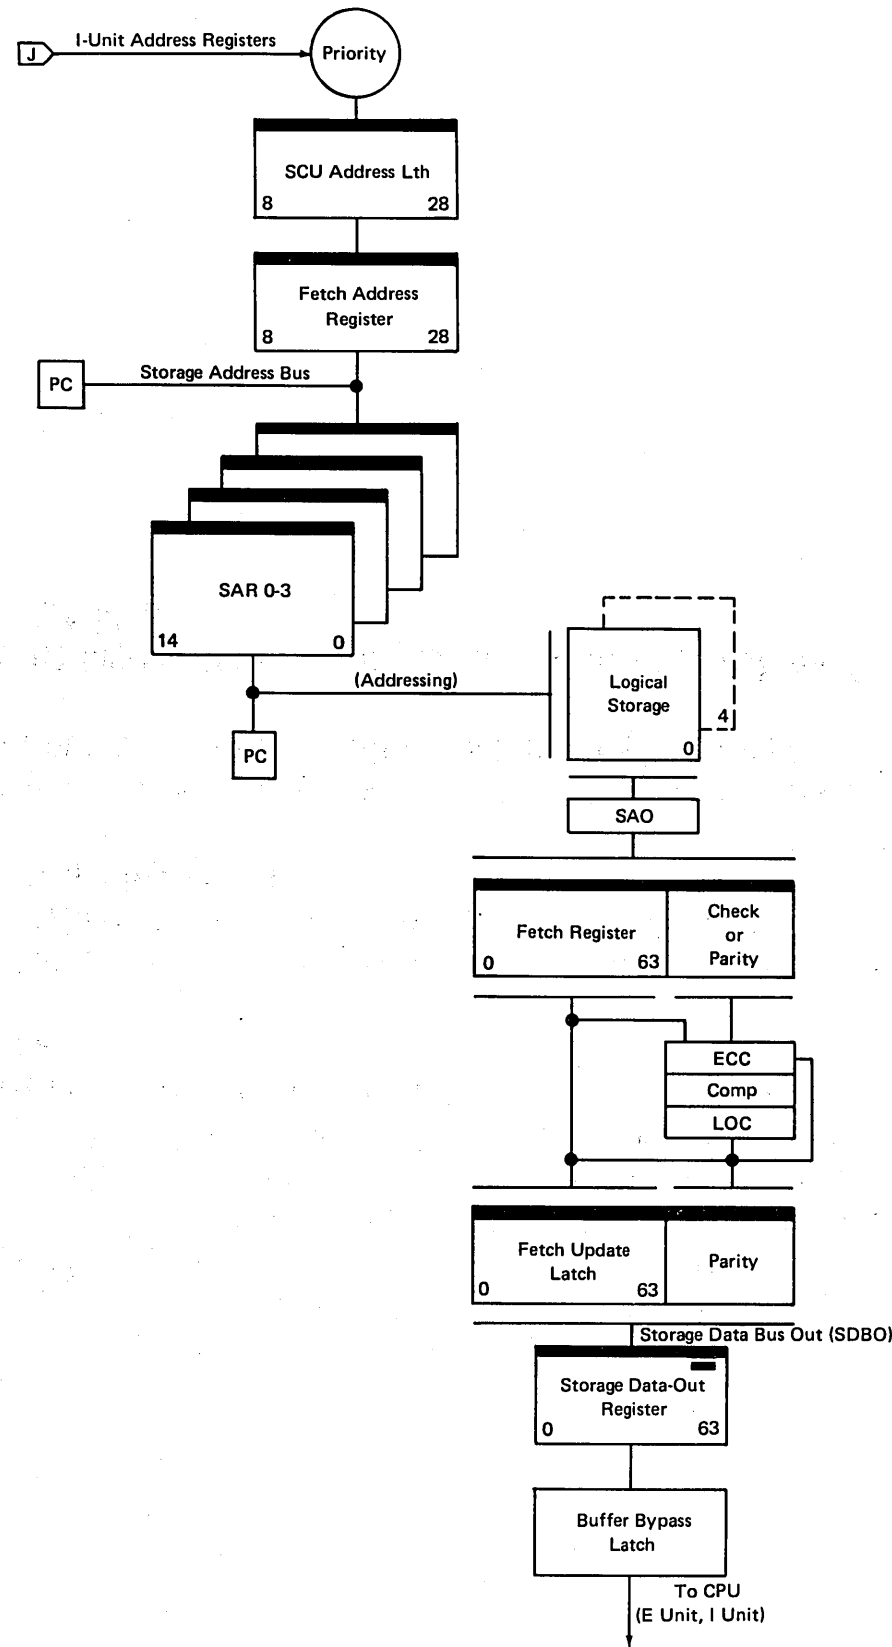 I-Unit Address Registers
J
Priority
SCU Address Lth
8 28
Fetch Address
Register
8 28
Storage Address Bus
PC
SAR 0-3
14 0
(Addressing)
PC
Logical
Storage
4
0
SAO
Fetch Register
0 63
Check
or
Parity
ECC
Comp
LOC
Fetch Update
Latch
0 63
Parity
Storage Data Bus Out (SDBO)
Storage Data-Out
Register
0 63
Buffer Bypass
Latch
To CPU
(E Unit, I Unit)